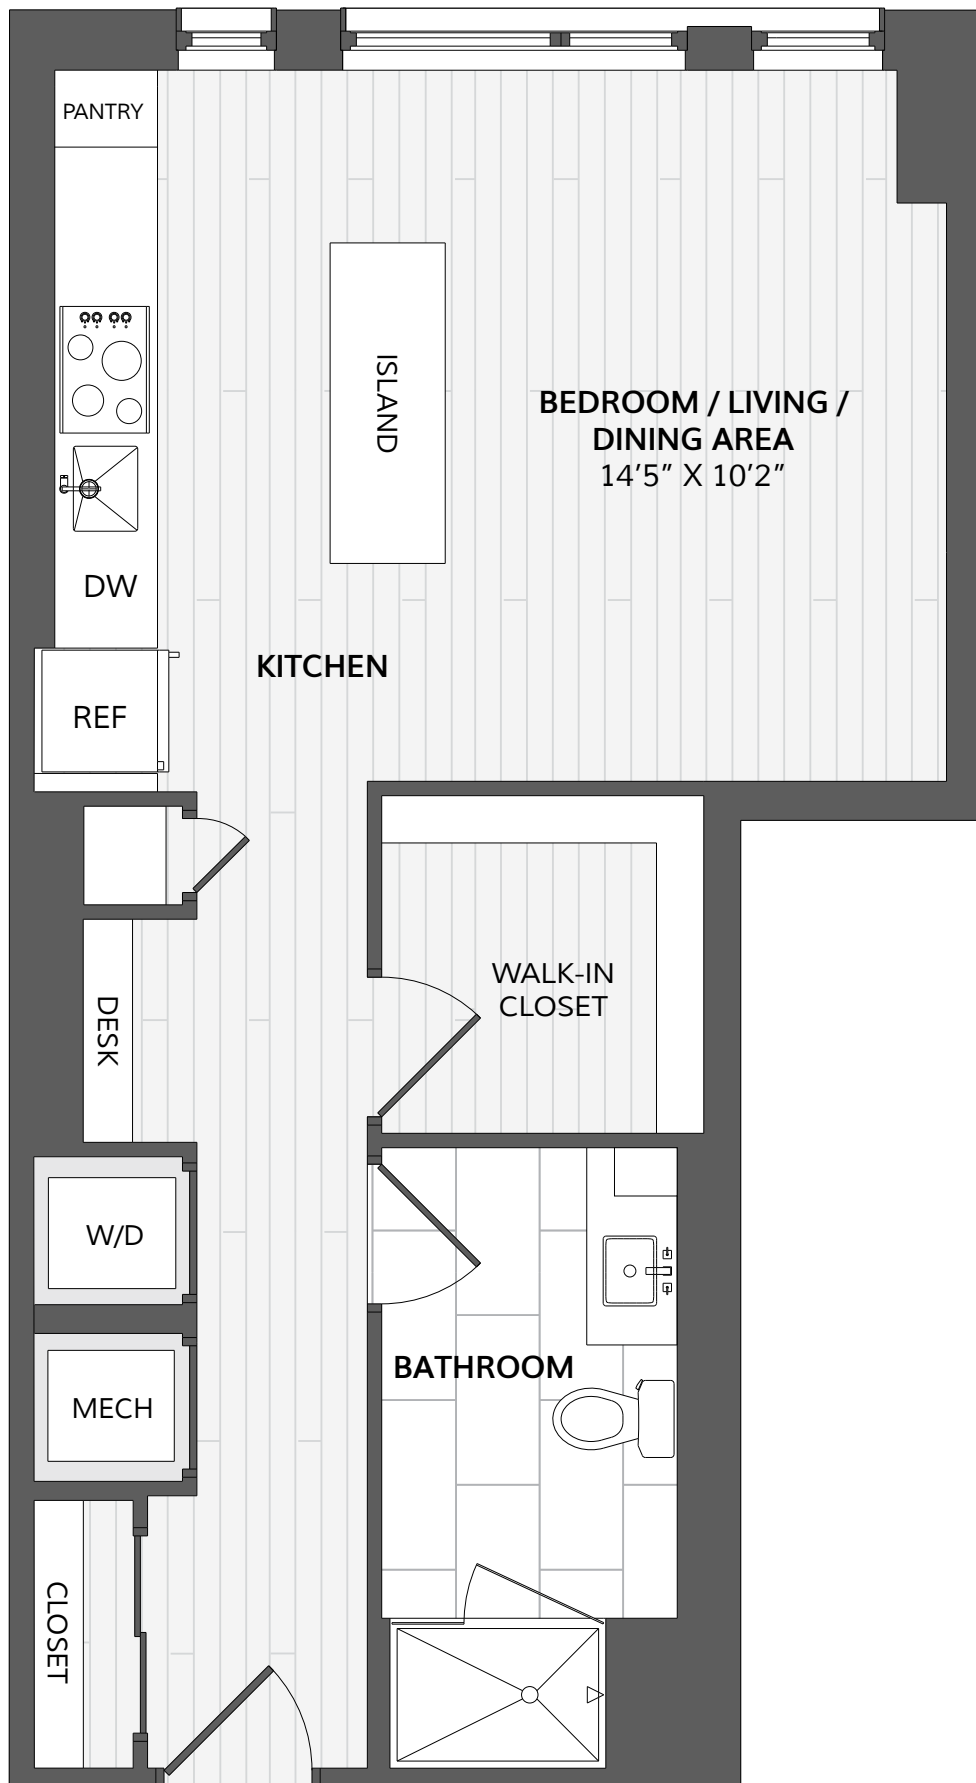 PANTRY
ISLAND
BEDROOM / LIVING /
DINING AREA
14'5" X 10'2"
DW
KITCHEN
REF
WALK-IN
CLOSET
DESK
W/D
BATHROOM
MECH
CLOSET